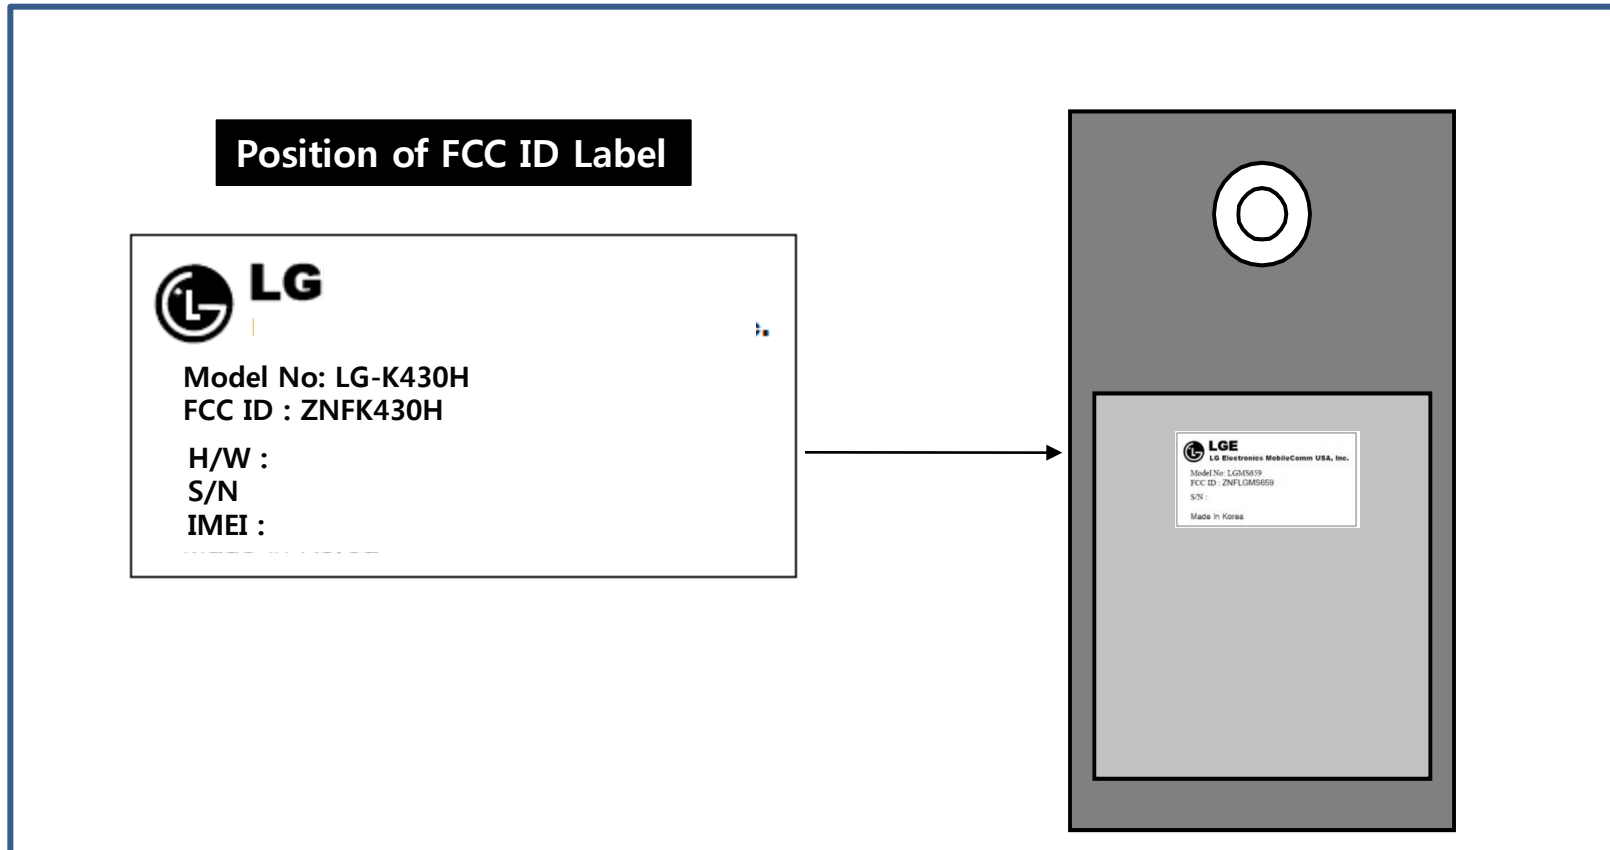 Position of FCC ID Label
LG
Model No: LG-K430H
FCC ID : ZNFK430H
H/W :
S/N
IMEI :
LGE
LG Electronics MobileComm USA, Inc.
Model No: LGMS659
FCC ID : ZNFLGMS659
S/N :
Made in Korea